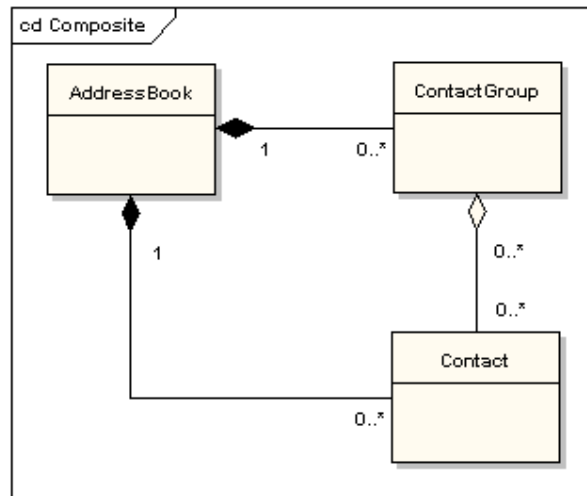 cd Composite
AddressBook
ContactGroup
1
0..*
1
0..*
0..*
Contact
0..*